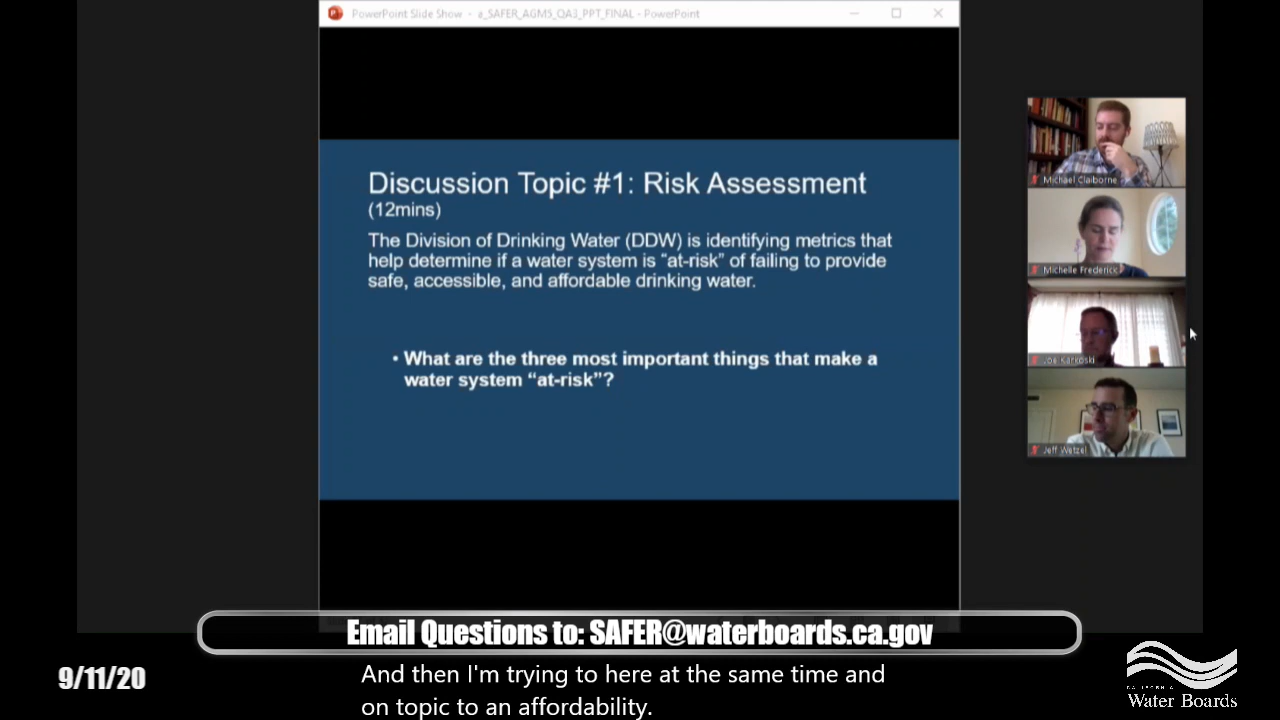 PowerPoint Slide Show - a_SAFER_AGM5_QA3_PPT_FINAL - PowerPoint
Discussion Topic #1: Risk Assessment
(12mins)
The Division of Drinking Water (DDW) is identifying metrics that
help determine if a water system is “at-risk” of failing to provide
safe, accessible, and affordable drinking water.
• What are the three most important things that make a
water system “at-risk”?
Michael Claiborne
Michelle Frederick
Joe Karkoski
Jeff Wetzel
Email Questions to: SAFER@waterboards.ca.gov
9/11/20
And then I'm trying to here at the same time and
on topic to an affordability.
CALIFORNIA
Water Boards